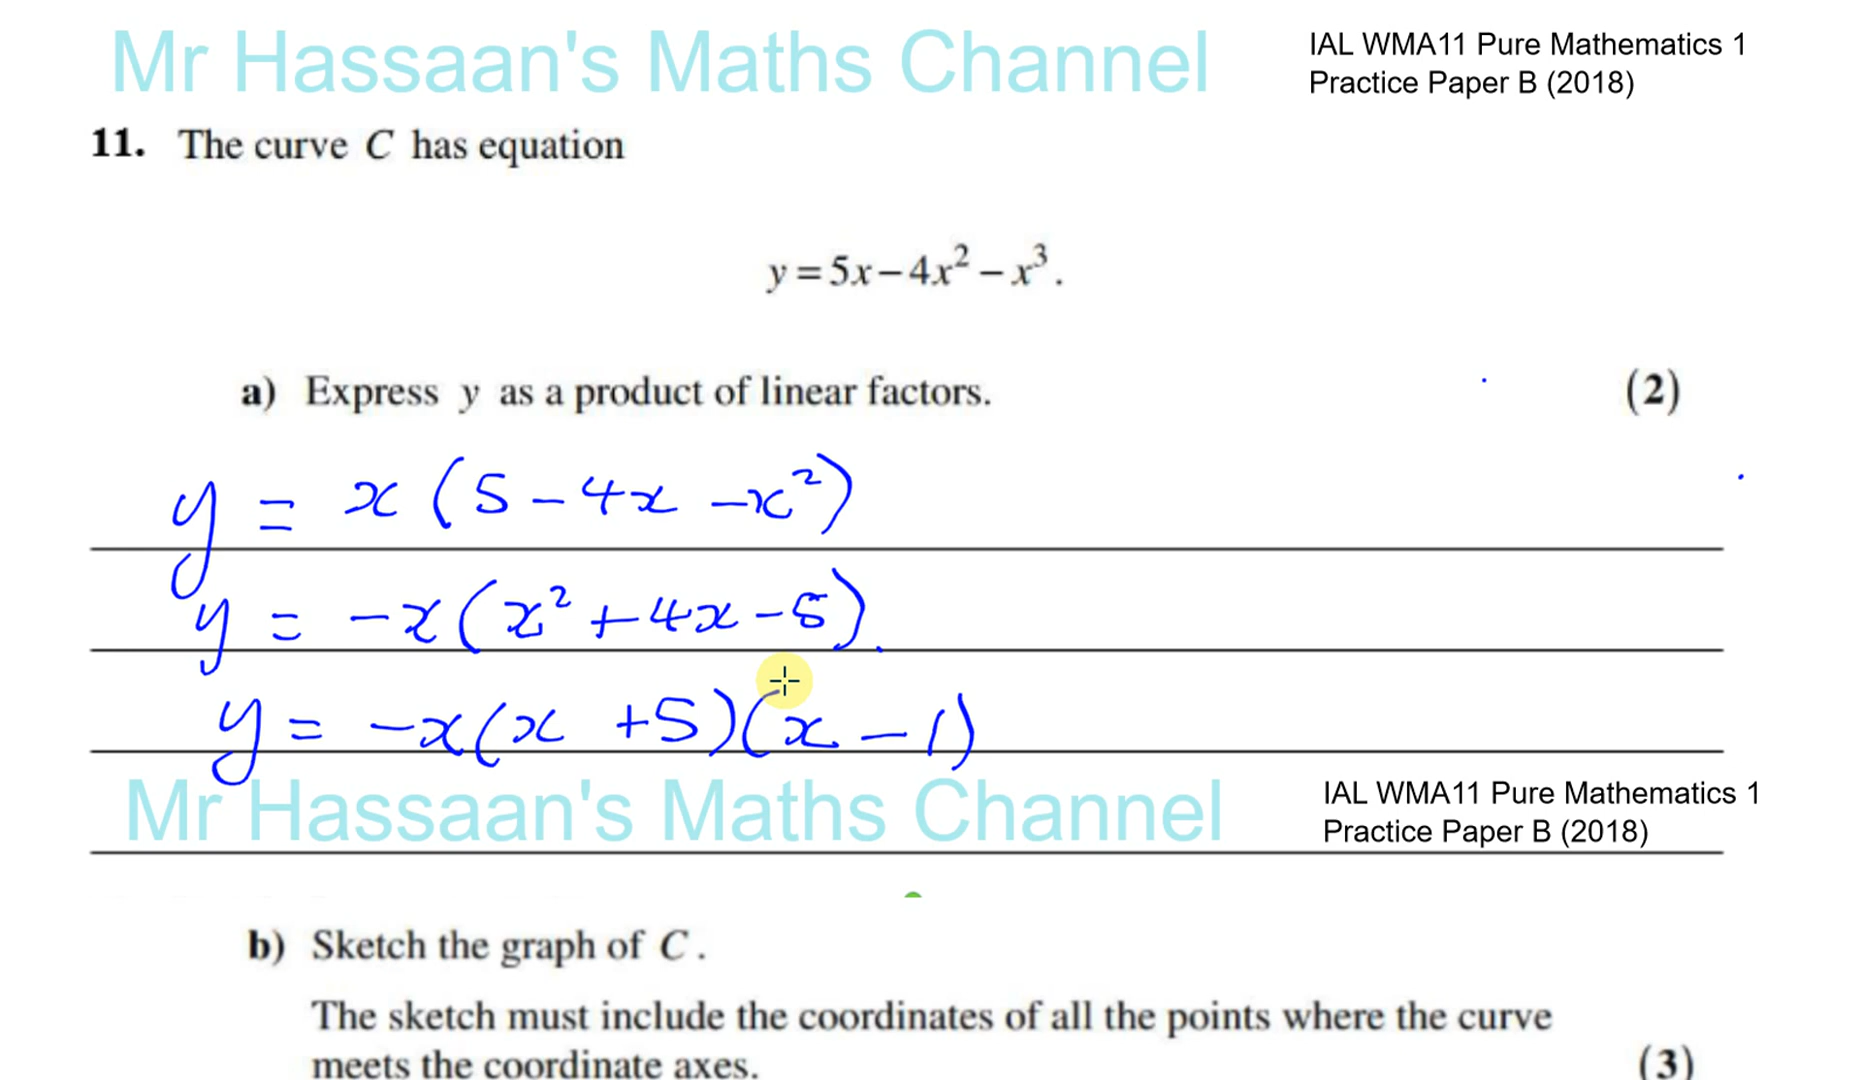 Mr Hassaan's Maths Channel
IAL WMA11 Pure Mathematics 1
Practice Paper B (2018)
11. The curve C has equation
y = 5x − 4x² − x³.
a) Express y as a product of linear factors. (2)
y = x (5 − 4x − x²)
y = −x (x² + 4x − 5).
y = −x (x + 5)(x − 1)
Mr Hassaan's Maths Channel
IAL WMA11 Pure Mathematics 1
Practice Paper B (2018)
b) Sketch the graph of C.
The sketch must include the coordinates of all the points where the curve
meets the coordinate axes. (3)